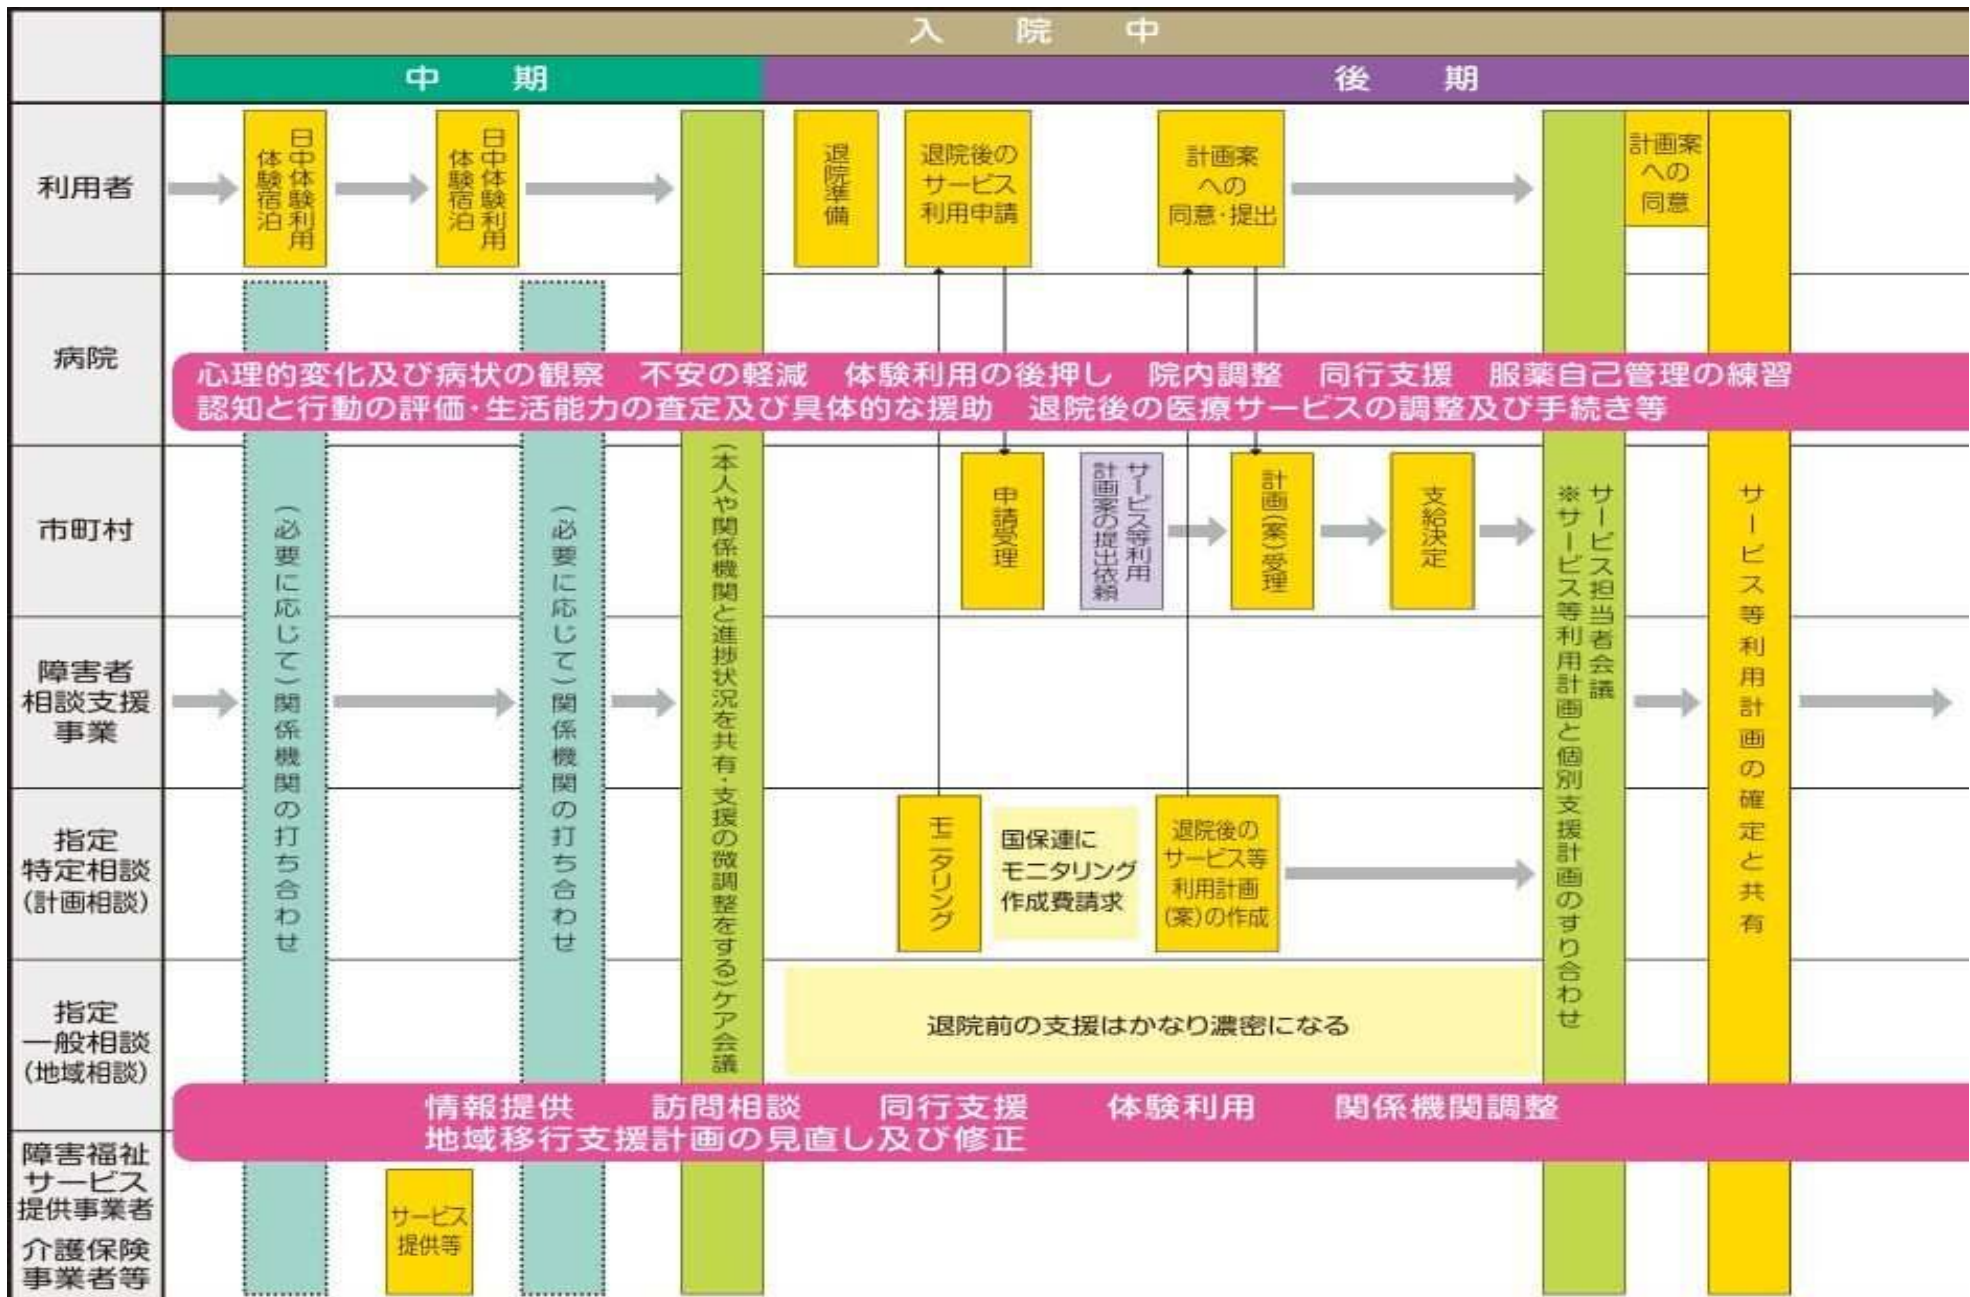 入院中
中期
後期
利用者
日中体験利用
体験宿泊
日中体験利用
体験宿泊
退院準備
退院後の
サービス
利用申請
計画案
への
同意・提出
計画案
への
同意
病院
心理的変化及び病状の観察　不安の軽減　体験利用の後押し　院内調整　同行支援　服薬自己管理の練習
認知と行動の評価・生活能力の査定及び具体的な援助　退院後の医療サービスの調整及び手続き等
市町村
申請受理
サービス等利用
計画案の提出依頼
計画(案)受理
支給決定
(必要に応じて)関係機関の打ち合わせ
(必要に応じて)関係機関の打ち合わせ
(本人や関係機関と進捗状況を共有・支援の微調整をする)ケア会議
サービス担当者会議
※サービス等利用計画と個別支援計画のすり合わせ
サービス等利用計画の確定と共有
障害者
相談支援
事業
指定
特定相談
(計画相談)
モニタリング
国保連に
モニタリング
作成費請求
退院後の
サービス等
利用計画
(案)の作成
指定
一般相談
(地域相談)
退院前の支援はかなり濃密になる
情報提供　訪問相談　同行支援　体験利用　関係機関調整
地域移行支援計画の見直し及び修正
障害福祉
サービス
提供事業者
介護保険
事業者等
サービス
提供等